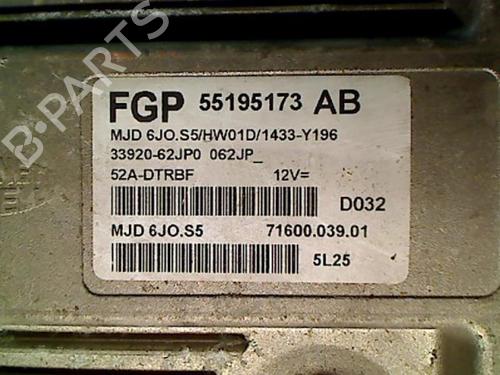 FGP 55195173 AB
MJD 6JO.S5/HW01D/1433-Y196
33920-62JP0 062JP_
52A-DTRBF 12V=
D032
MJD 6JO.S5 71600.039.01
5L25
B-PARTS